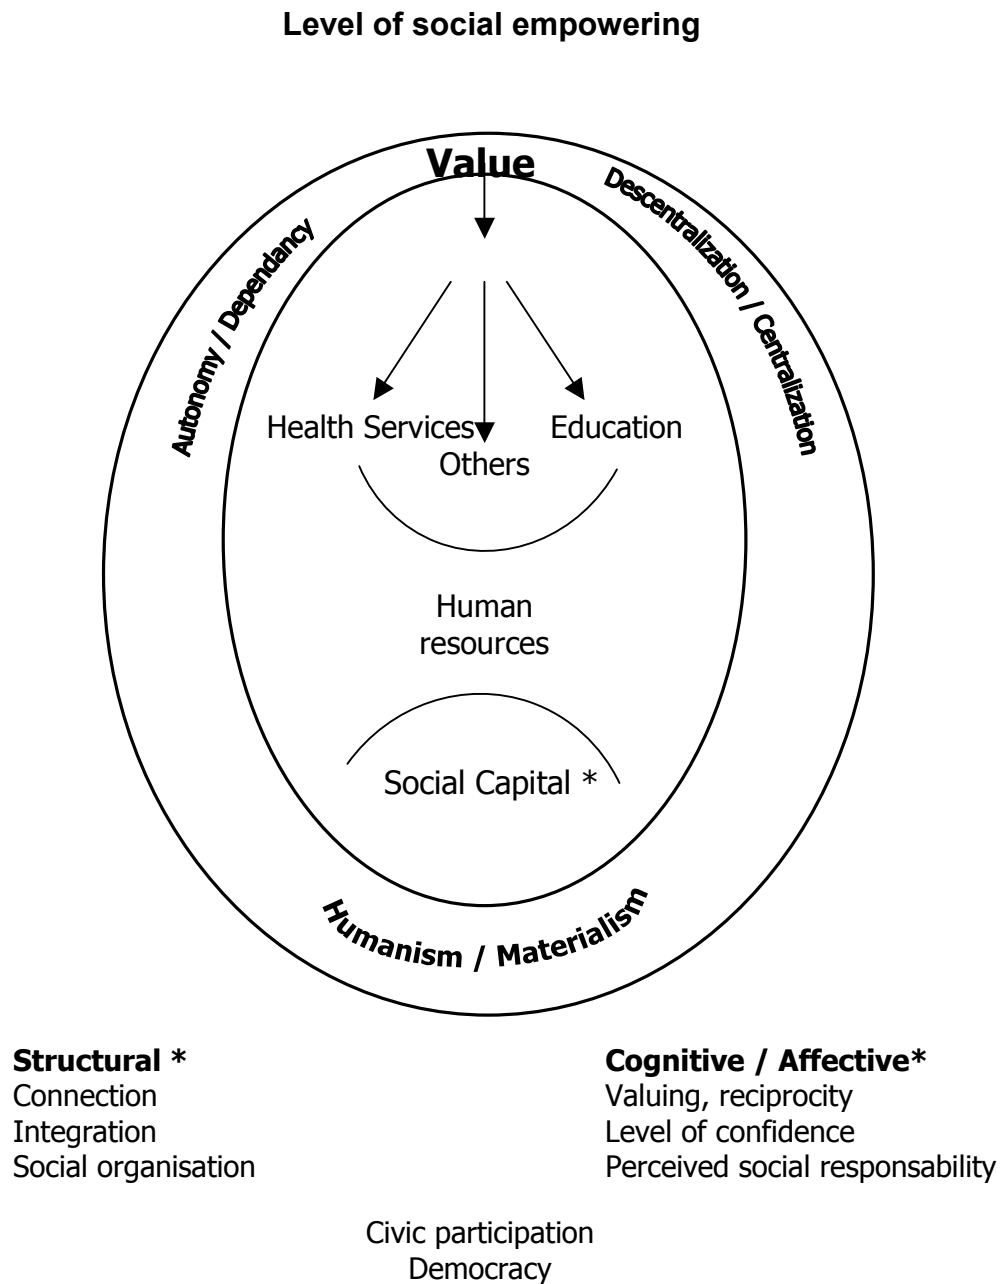 Level of social empowering
Value
Autonomy / Dependancy
Descentralization / Centralization
Health Services
Education
Others
Human
resources
Social Capital *
Humanism / Materialism
Structural *
Connection
Integration
Social organisation
Cognitive / Affective*
Valuing, reciprocity
Level of confidence
Perceived social responsability
Civic participation
Democracy